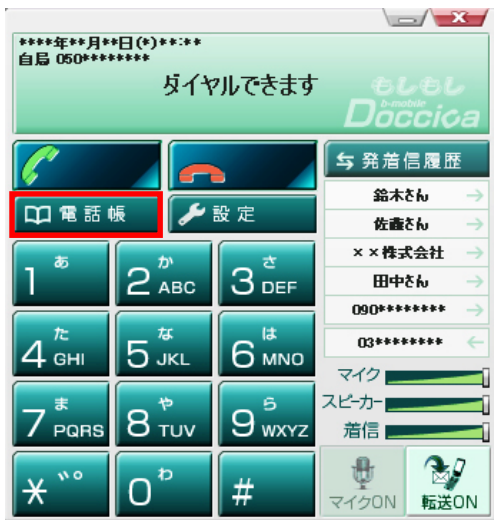 ****年**月**日(*)**:**
自局 050********
ダイヤルできます
もしもし
b-mobile
Doccica
発着信履歴
電話帳
設定
鈴木さん
佐藤さん
××株式会社
田中さん
090********
03********
1 あ
2 か ABC
3 さ DEF
4 た GHI
5 な JKL
6 は MNO
7 ま PQRS
8 や TUV
9 ら WXYZ
* ゛゜
0 わ
#
マイク
スピーカー
着信
マイクON
転送ON